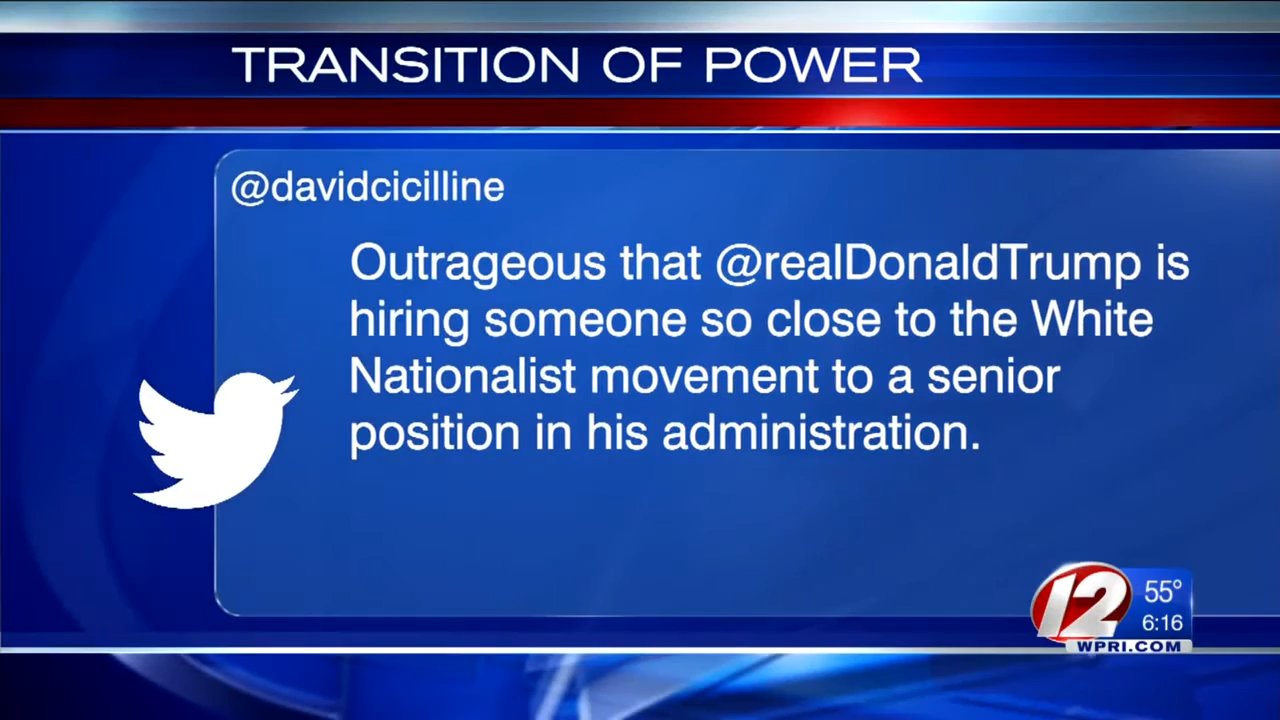 TRANSITION OF POWER
@davidcicilline
Outrageous that @realDonaldTrump is
hiring someone so close to the White
Nationalist movement to a senior
position in his administration.
12
55°
6:16
WPRI.COM